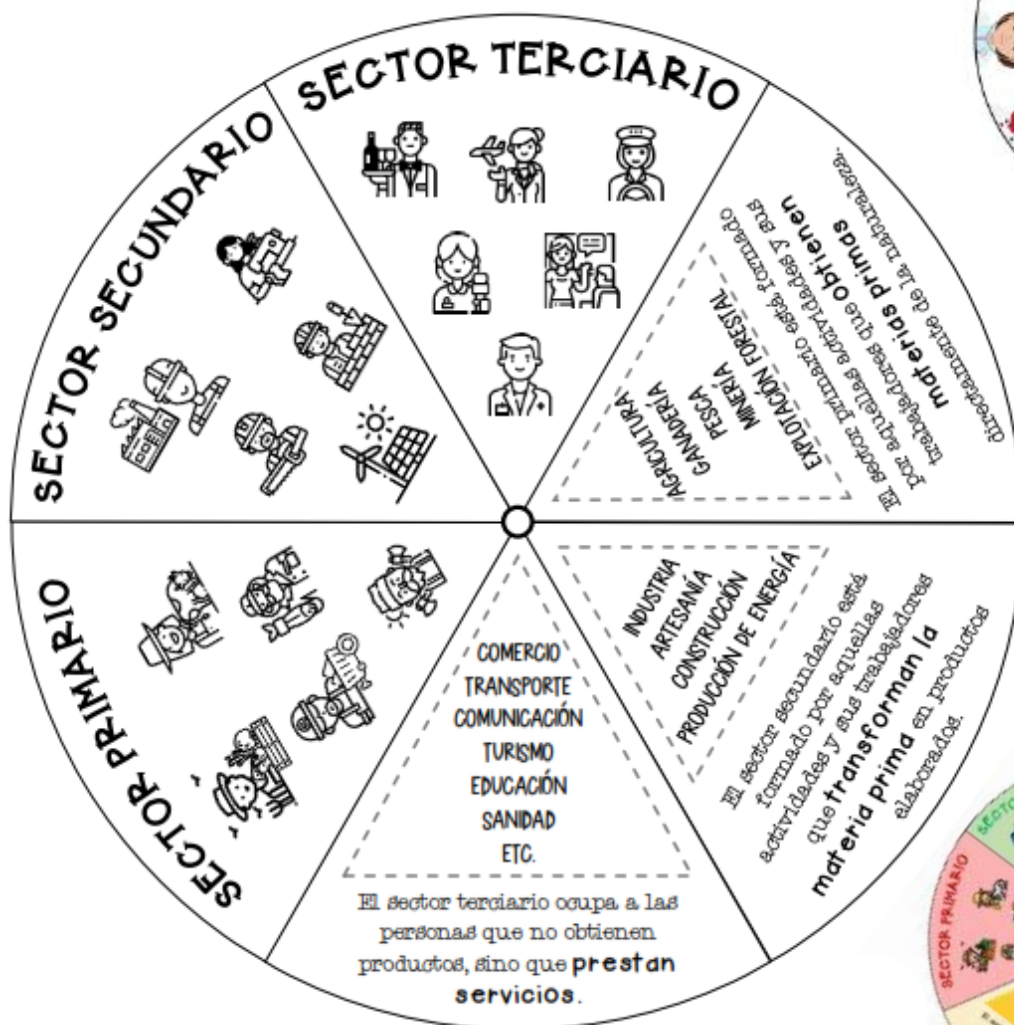 SECTOR TERCIARIO
SECTOR SECUNDARIO
SECTOR PRIMARIO
AGRICULTURA
GANADERÍA
PESCA
MINERÍA
EXPLOTACIÓN FORESTAL
El sector primario está formado
por aquellas actividades y sus
trabajadores que obtienen
materias primas
directamente de la naturaleza.
INDUSTRIA
ARTESANÍA
CONSTRUCCIÓN
PRODUCCIÓN DE ENERGÍA
El sector secundario está
formado por aquellas
actividades y sus trabajadores
que transforman la
materia prima en productos
elaborados.
COMERCIO
TRANSPORTE
COMUNICACIÓN
TURISMO
EDUCACIÓN
SANIDAD
ETC.
El sector terciario ocupa a las
personas que no obtienen
productos, sino que prestan
servicios.
SECTOR PRIMARIO